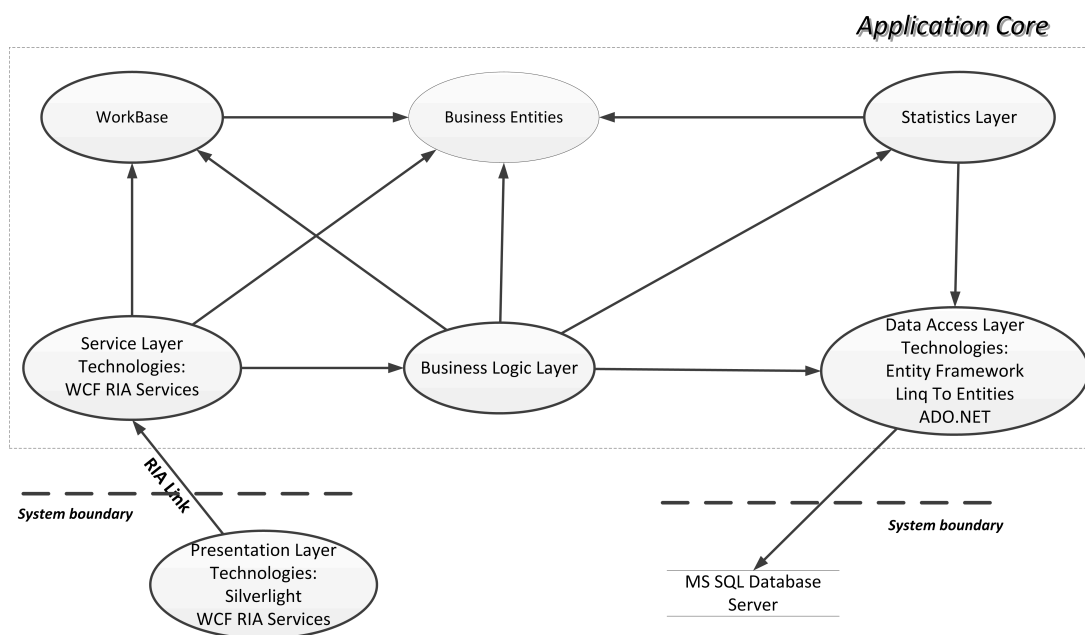 Application Core
WorkBase
Business Entities
Statistics Layer
Service Layer
Technologies:
WCF RIA Services
Business Logic Layer
Data Access Layer
Technologies:
Entity Framework
Linq To Entities
ADO.NET
RIA Link
System boundary
System boundary
Presentation Layer
Technologies:
Silverlight
WCF RIA Services
MS SQL Database
Server